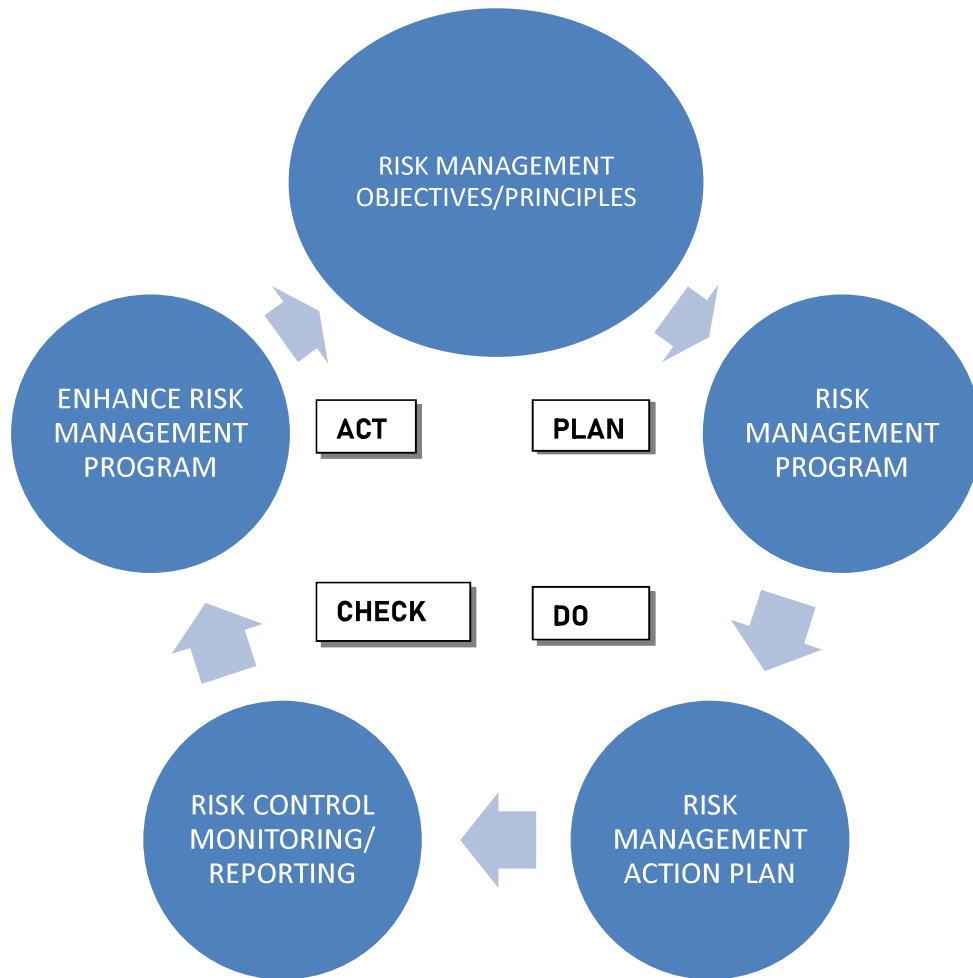 RISK MANAGEMENT
OBJECTIVES/PRINCIPLES
ENHANCE RISK
MANAGEMENT
PROGRAM
ACT
PLAN
RISK
MANAGEMENT
PROGRAM
CHECK
DO
RISK CONTROL
MONITORING/
REPORTING
RISK
MANAGEMENT
ACTION PLAN